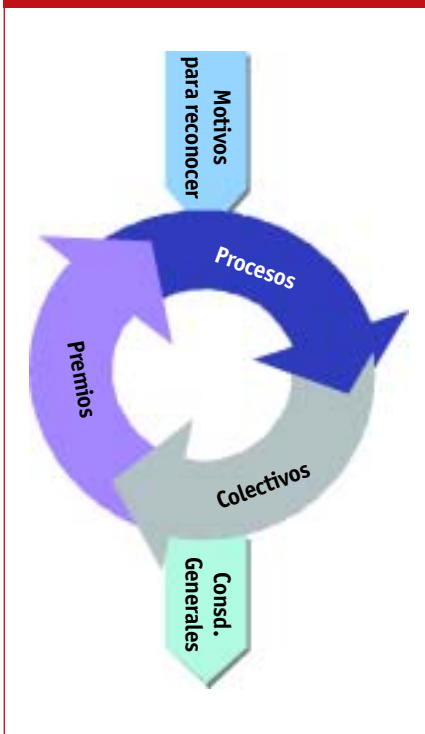 Motivos
para reconocer
Procesos
Premios
Colectivos
Consd.
Generales